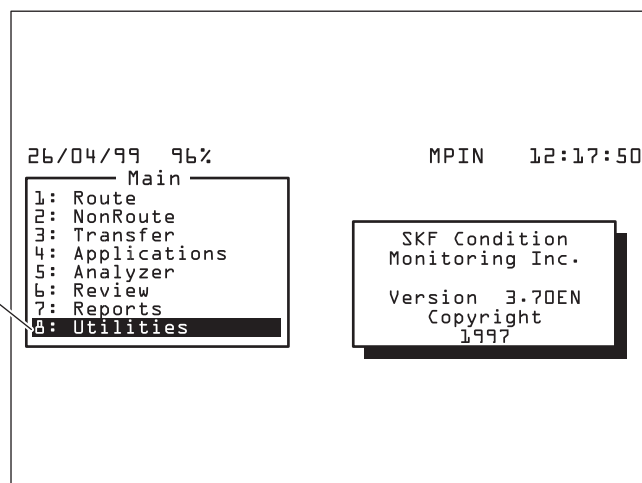 26/04/99 96% MPIN 12:17:50
Main
1: Route
2: NonRoute
3: Transfer
4: Applications
5: Analyzer
6: Review
7: Reports
8: Utilities
SKF Condition
Monitoring Inc.
Version 3.70EN
Copyright
1997